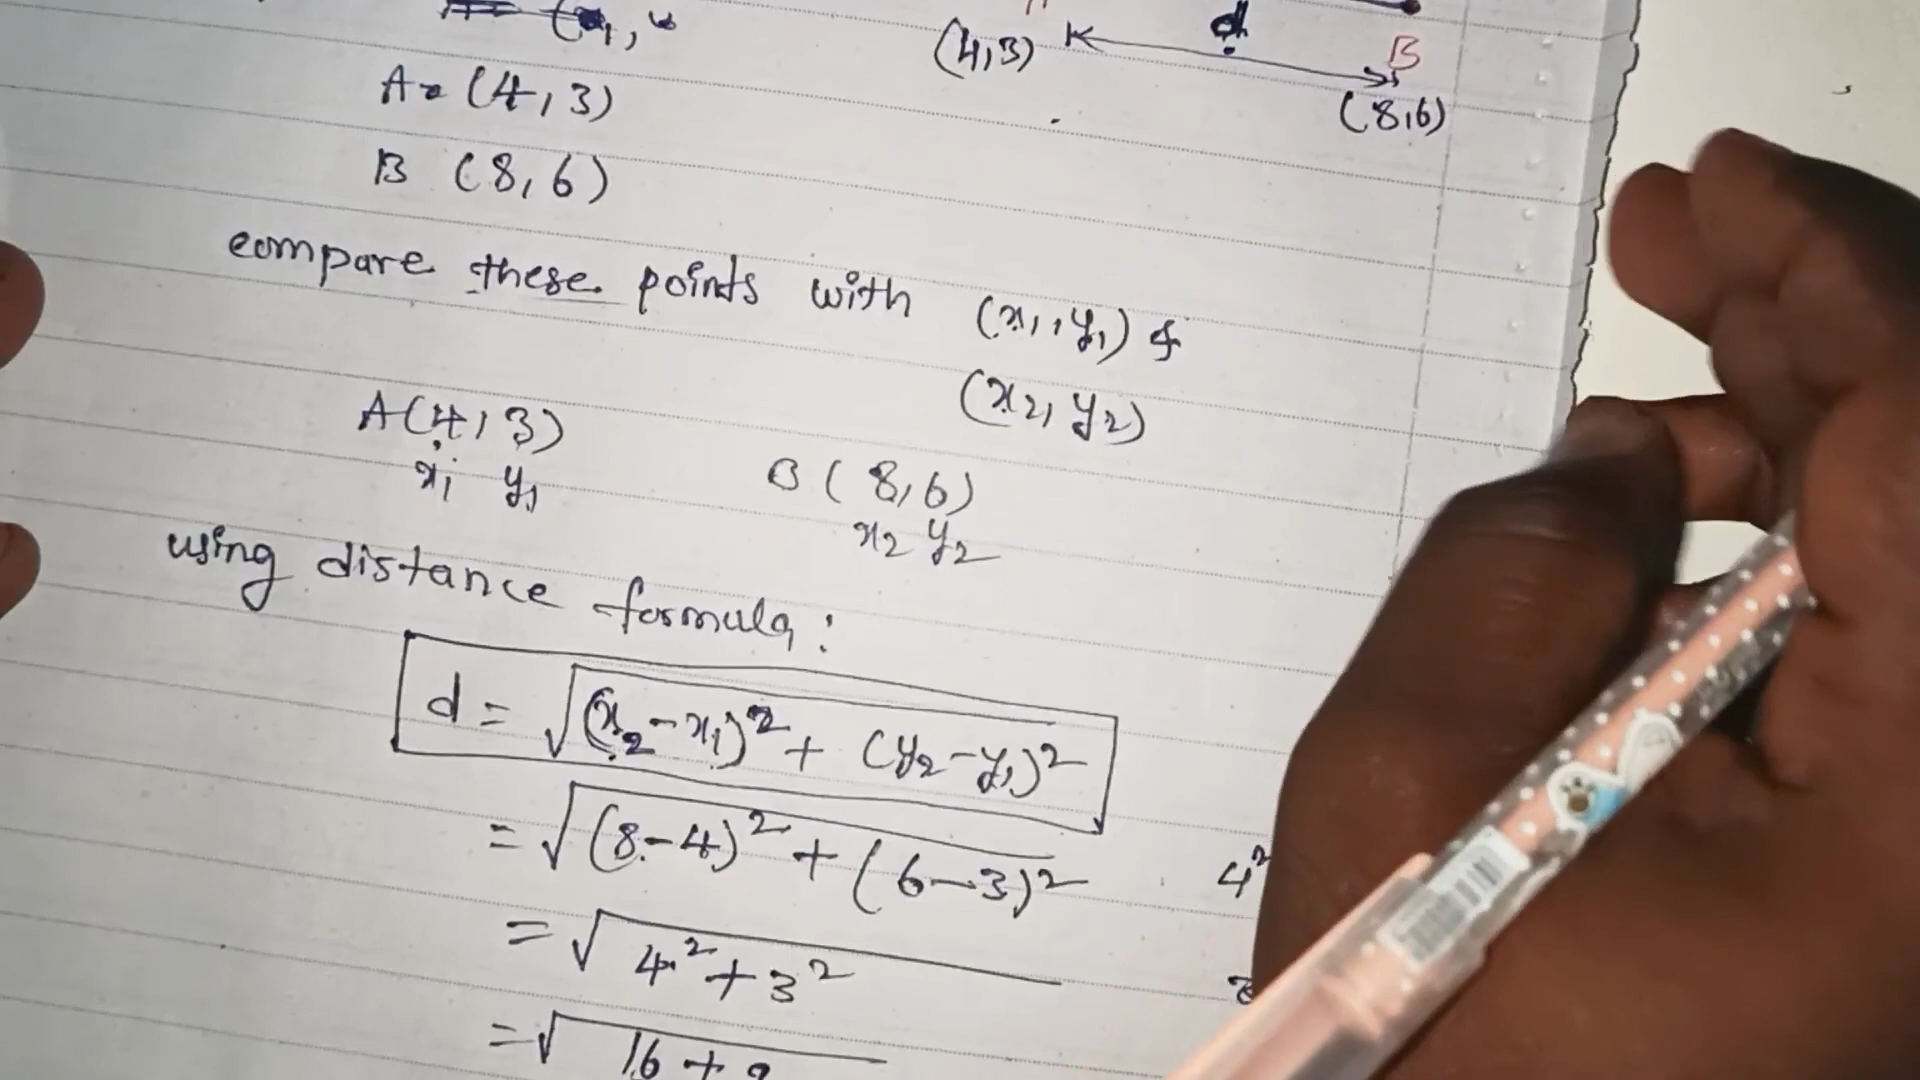 (4,3) d B
(8,6)
A= (4,3)
B (8,6)
compare these points with (x₁, y₁) &
(x₂, y₂)
A(4,3)
x₁ y₁
B(8,6)
x₂ y₂
using distance formula:
d = √(x₂-x₁)² + (y₂-y₁)²
= √(8-4)² + (6-3)²
4²
= √4²+3²
= √16+9